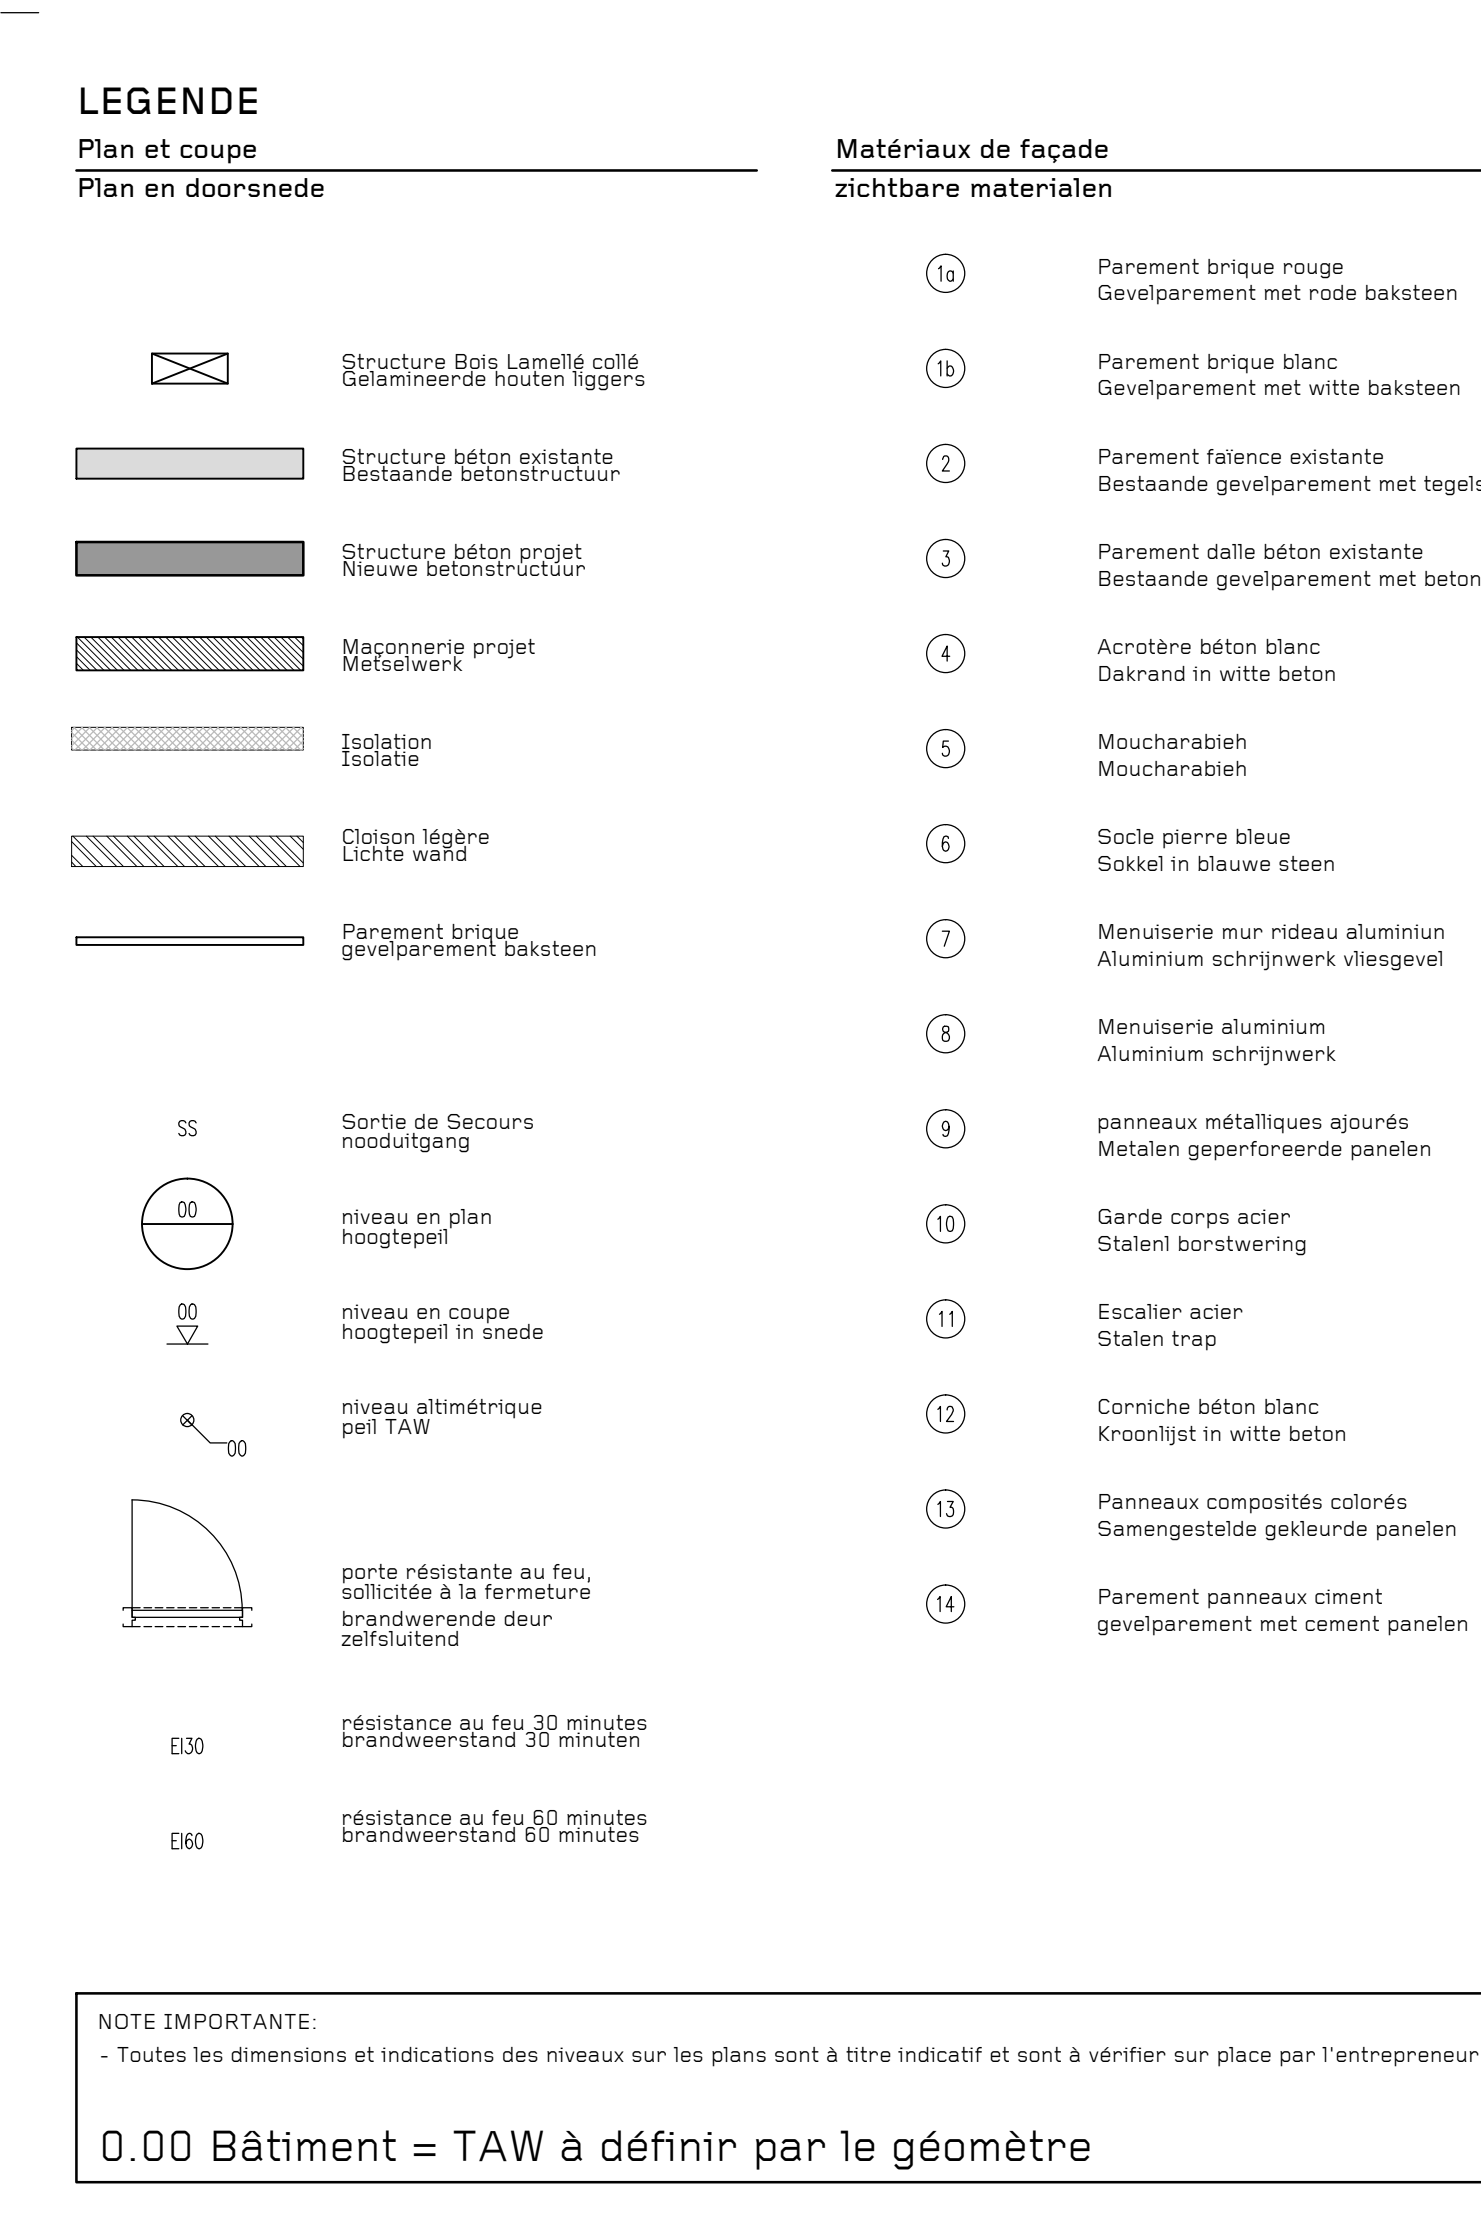 LEGENDE
Plan et coupe
Plan en doorsnede
Structure Bois Lamellé collé
Gelamineerde houten liggers
Structure béton existante
Bestaande betonstructuur
Structure béton projet
Nieuwe betonstructuur
Maçonnerie projet
Metselwerk
Isolation
Isolatie
Cloison légère
Lichte wand
Parement brique
gevelparement baksteen
SS
Sortie de Secours
nooduitgang
00
niveau en plan
hoogtepeil
00
niveau en coupe
hoogtepeil in snede
niveau altimétrique
peil TAW
00
porte résistante au feu,
sollicitée à la fermeture
brandwerende deur
zelfsluitend
EI30
résistance au feu 30 minutes
brandweerstand 30 minuten
EI60
résistance au feu 60 minutes
brandweerstand 60 minutes
Matériaux de façade
zichtbare materialen
1a
Parement brique rouge
Gevelparement met rode baksteen
1b
Parement brique blanc
Gevelparement met witte baksteen
2
Parement faïence existante
Bestaande gevelparement met tegels
3
Parement dalle béton existante
Bestaande gevelparement met beton
4
Acrotère béton blanc
Dakrand in witte beton
5
Moucharabieh
Moucharabieh
6
Socle pierre bleue
Sokkel in blauwe steen
7
Menuiserie mur rideau aluminiun
Aluminium schrijnwerk vliesgevel
8
Menuiserie aluminium
Aluminium schrijnwerk
9
panneaux métalliques ajourés
Metalen geperforeerde panelen
10
Garde corps acier
Stalenl borstwering
11
Escalier acier
Stalen trap
12
Corniche béton blanc
Kroonlijst in witte beton
13
Panneaux composités colorés
Samengestelde gekleurde panelen
14
Parement panneaux ciment
gevelparement met cement panelen
NOTE IMPORTANTE:
- Toutes les dimensions et indications des niveaux sur les plans sont à titre indicatif et sont à vérifier sur place par l'entrepreneur
0.00 Bâtiment = TAW à définir par le géomètre